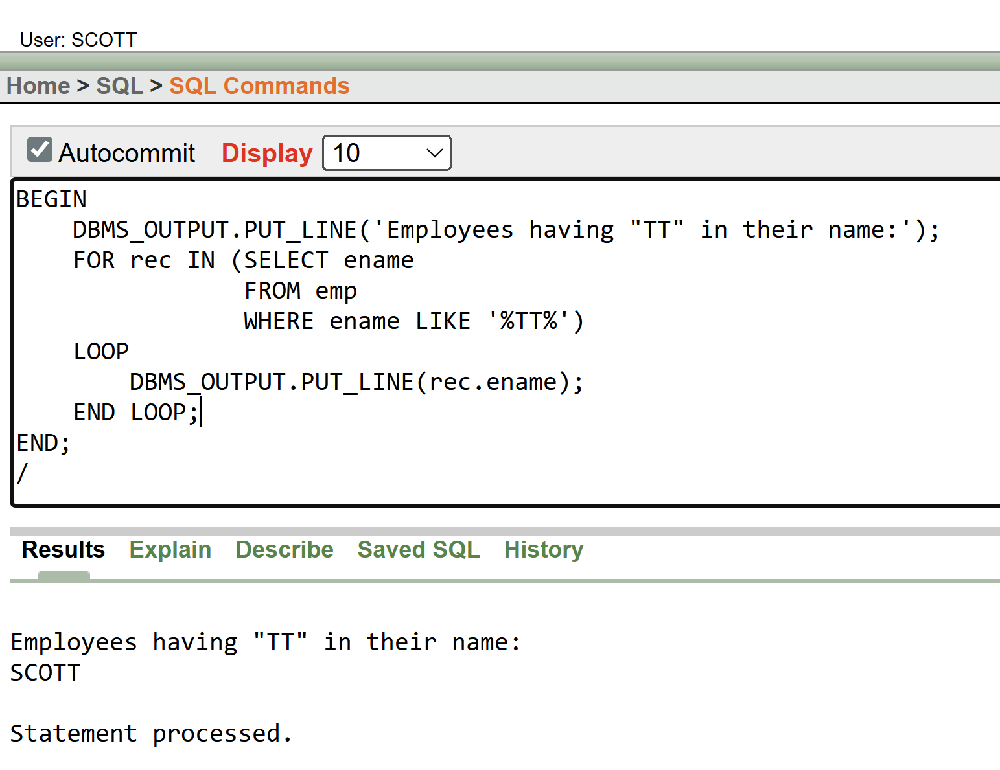 User: SCOTT
Home > SQL > SQL Commands
Autocommit Display 10
BEGIN
    DBMS_OUTPUT.PUT_LINE('Employees having "TT" in their name:');
    FOR rec IN (SELECT ename
                FROM emp
                WHERE ename LIKE '%TT%')
    LOOP
        DBMS_OUTPUT.PUT_LINE(rec.ename);
    END LOOP;
END;
/
Results Explain Describe Saved SQL History
Employees having "TT" in their name:
SCOTT
Statement processed.